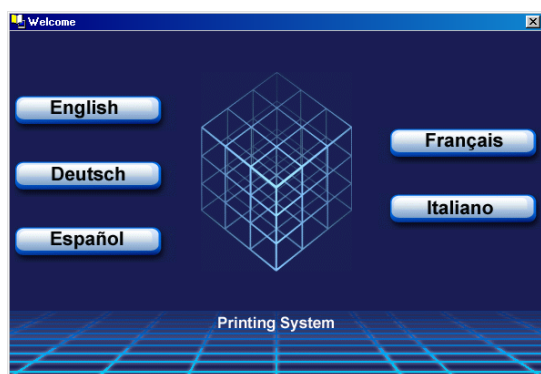 Welcome
English
Deutsch
Español
Français
Italiano
Printing System